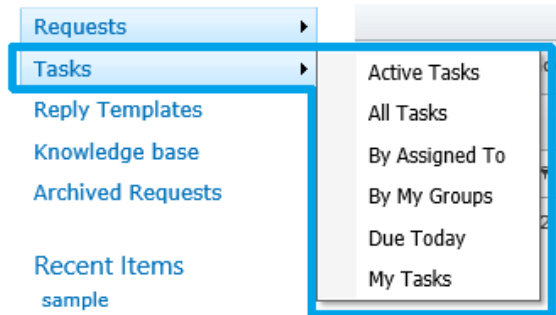 Requests
Tasks
Reply Templates
Knowledge base
Archived Requests
Recent Items
sample
Active Tasks
All Tasks
By Assigned To
By My Groups
Due Today
My Tasks